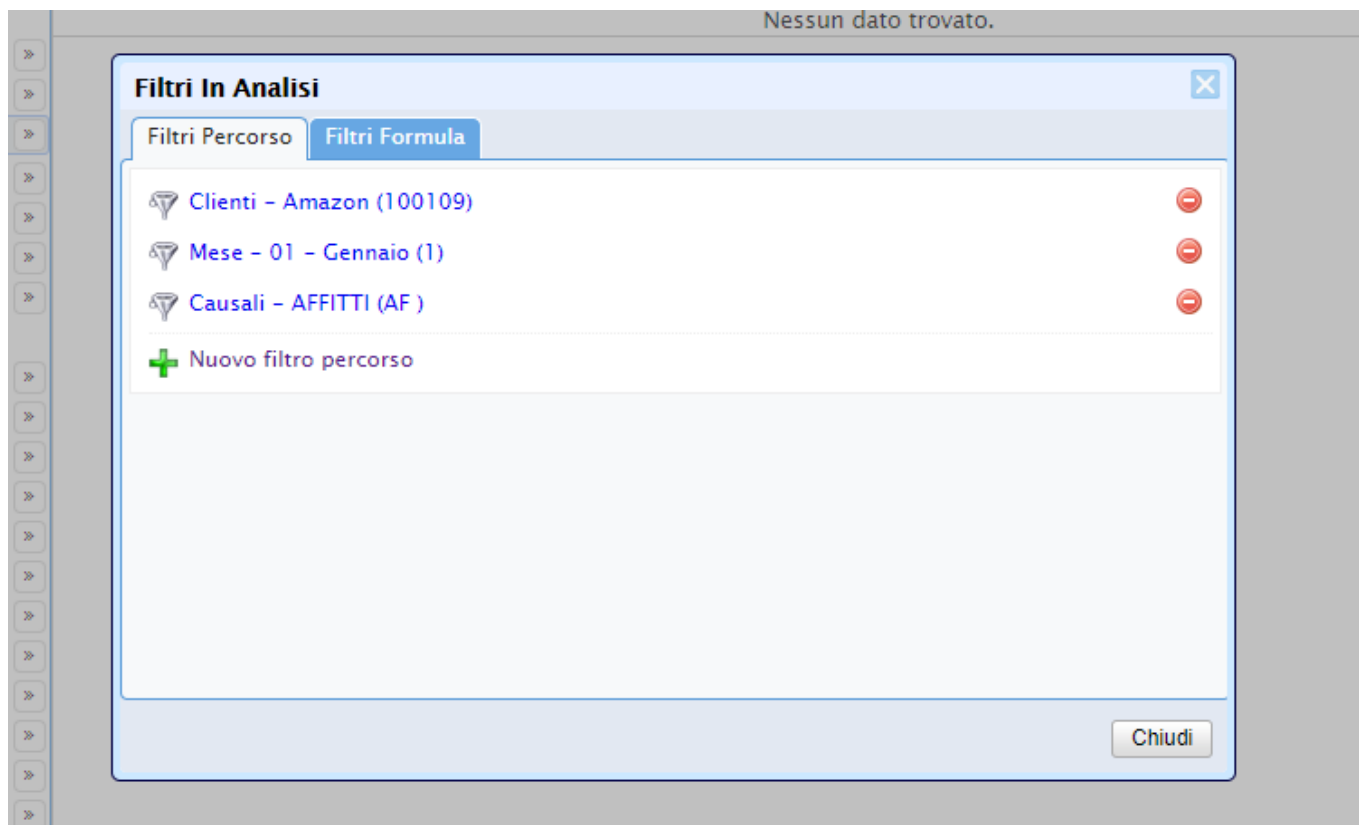 Nessun dato trovato.
Filtri In Analisi
Filtri Percorso Filtri Formula
Clienti – Amazon (100109)
Mese – 01 – Gennaio (1)
Causali – AFFITTI (AF )
Nuovo filtro percorso
Chiudi